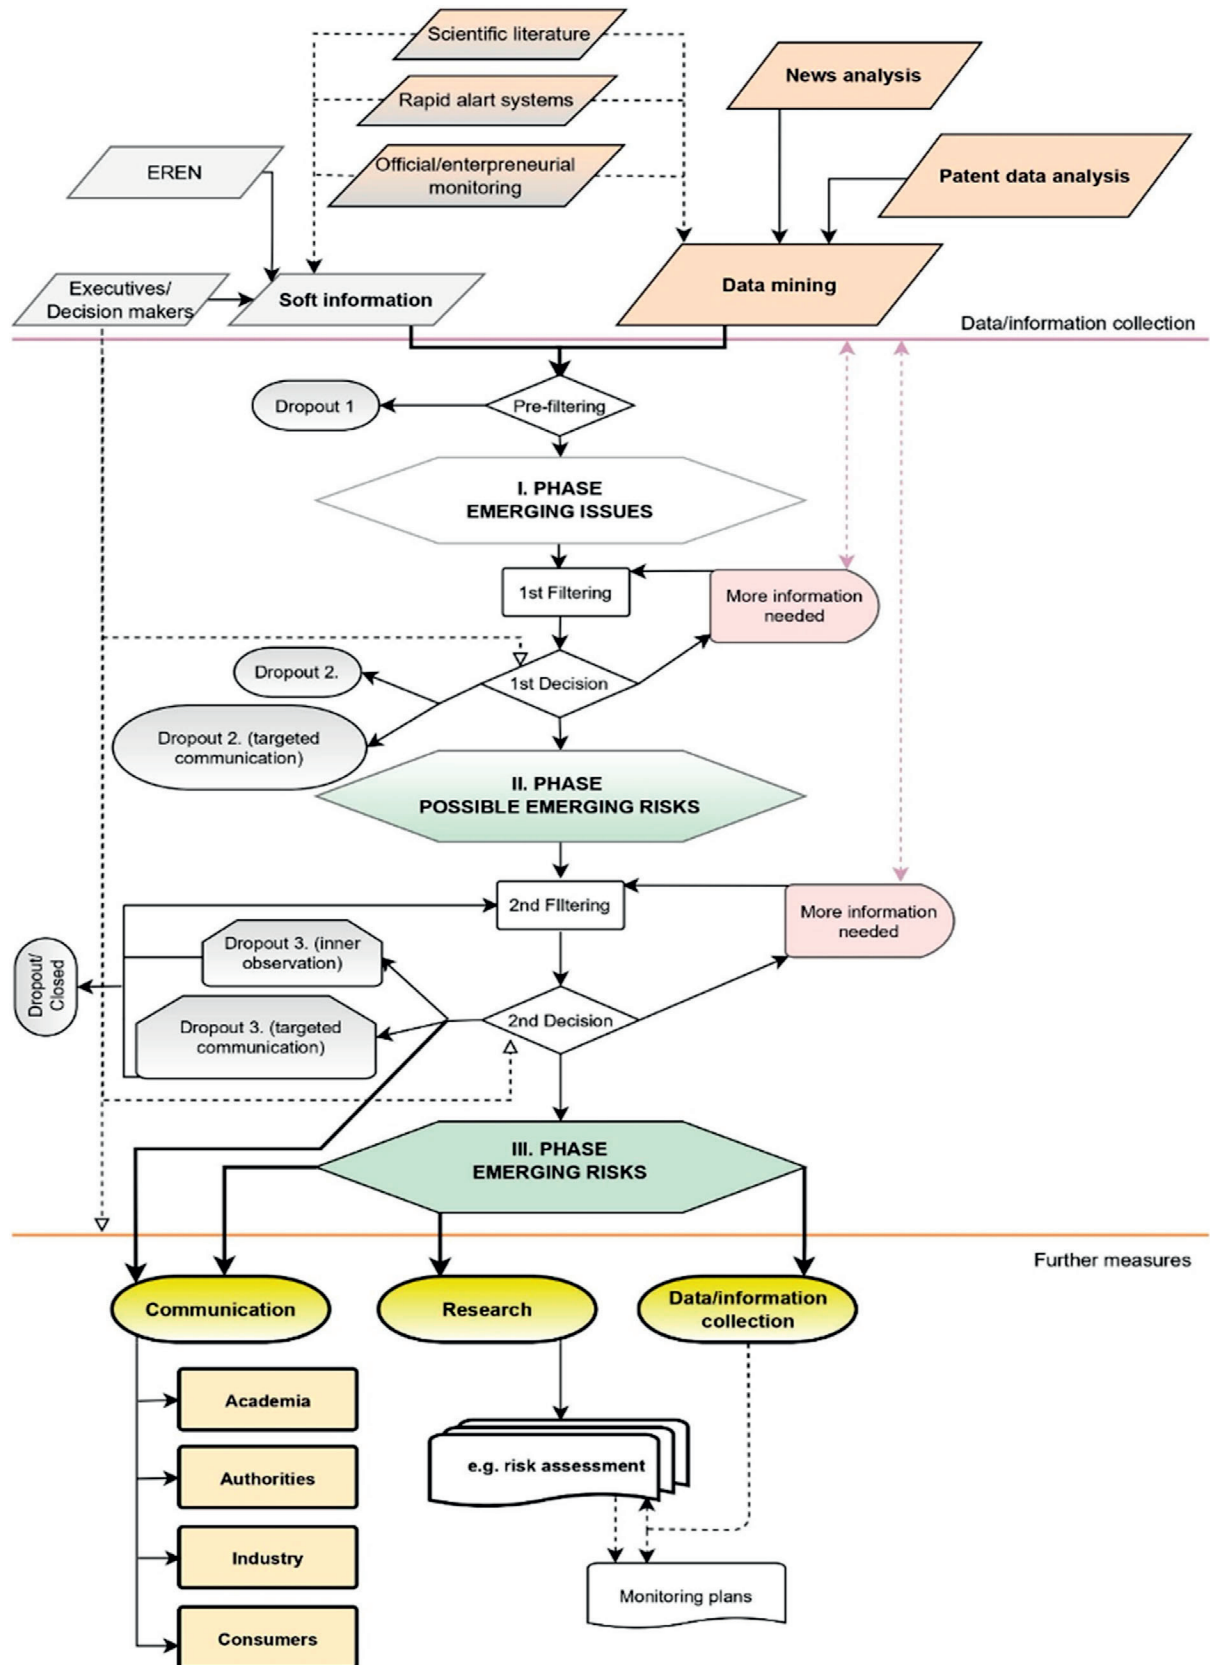 Scientific literature
News analysis
Rapid alart systems
Official/enterpreneurial
monitoring
EREN
Patent data analysis
Executives/
Decision makers
Soft information
Data mining
Data/information collection
Dropout 1
Pre-filtering
I. PHASE
EMERGING ISSUES
1st Filtering
More information
needed
Dropout 2.
1st Decision
Dropout 2. (targeted
communication)
II. PHASE
POSSIBLE EMERGING RISKS
2nd FIltering
More information
needed
Dropout 3. (inner
observation)
Dropout/
Closed
Dropout 3. (targeted
communication)
2nd Decision
III. PHASE
EMERGING RISKS
Further measures
Communication
Research
Data/information
collection
Academia
Authorities
e.g. risk assessment
Industry
Monitoring plans
Consumers